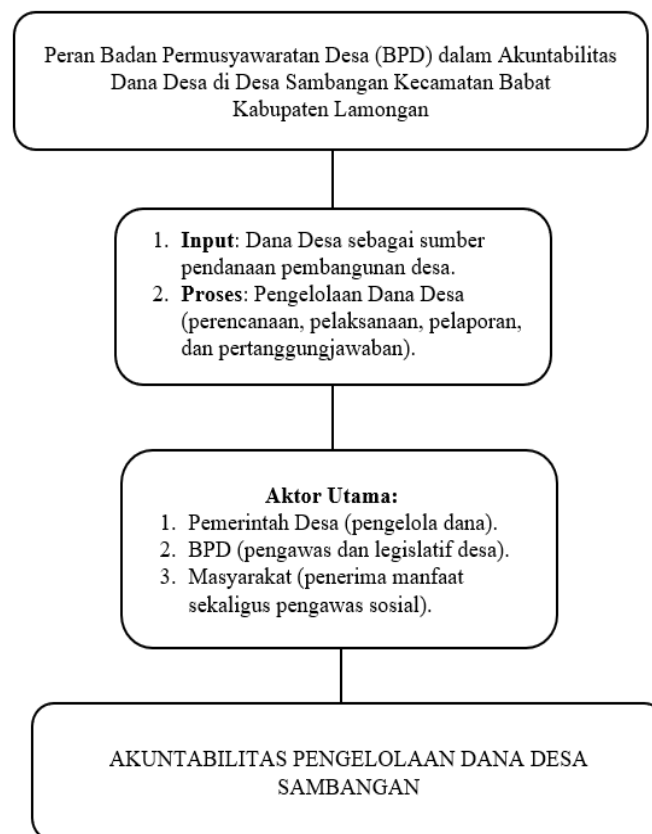 Peran Badan Permusyawaratan Desa (BPD) dalam Akuntabilitas
Dana Desa di Desa Sambangan Kecamatan Babat
Kabupaten Lamongan
1. Input: Dana Desa sebagai sumber
pendanaan pembangunan desa.
2. Proses: Pengelolaan Dana Desa
(perencanaan, pelaksanaan, pelaporan,
dan pertanggungjawaban).
Aktor Utama:
1. Pemerintah Desa (pengelola dana).
2. BPD (pengawas dan legislatif desa).
3. Masyarakat (penerima manfaat
sekaligus pengawas sosial).
AKUNTABILITAS PENGELOLAAN DANA DESA
SAMBANGAN